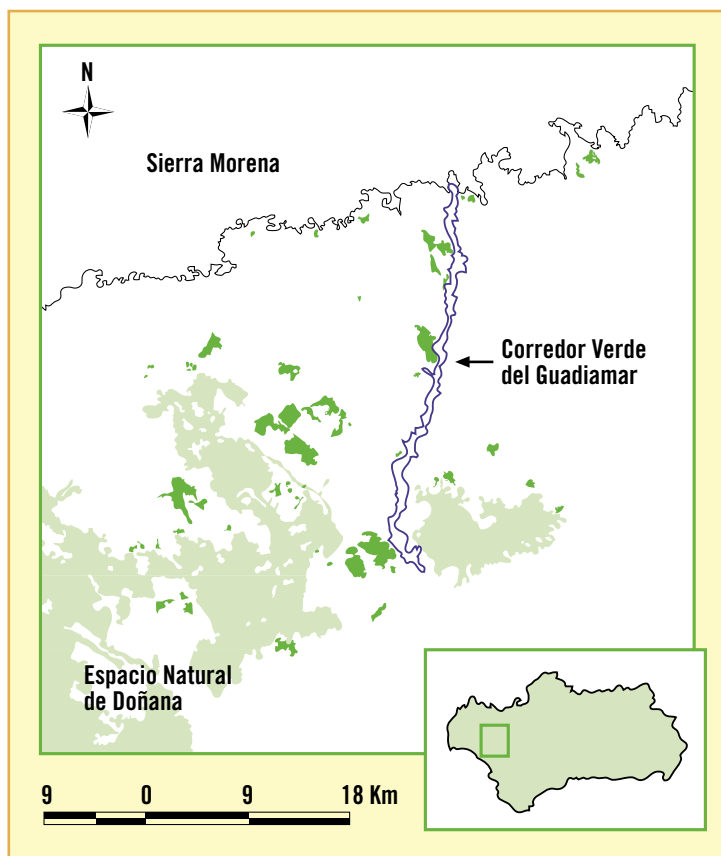 N
Sierra Morena
Corredor Verde
del Guadiamar
Espacio Natural
de Doñana
9 0 9 18 Km